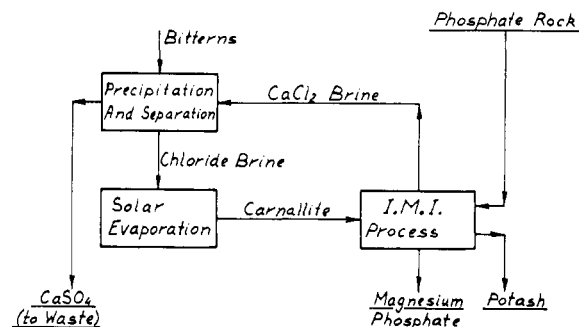 Bitterns
Phosphate Rock
Precipitation
And Separation
CaCl₂ Brine
Chloride Brine
Solar
Evaporation
Carnallite
I.M.I.
Process
CaSO₄
(to Waste)
Magnesium
Phosphate
Potash